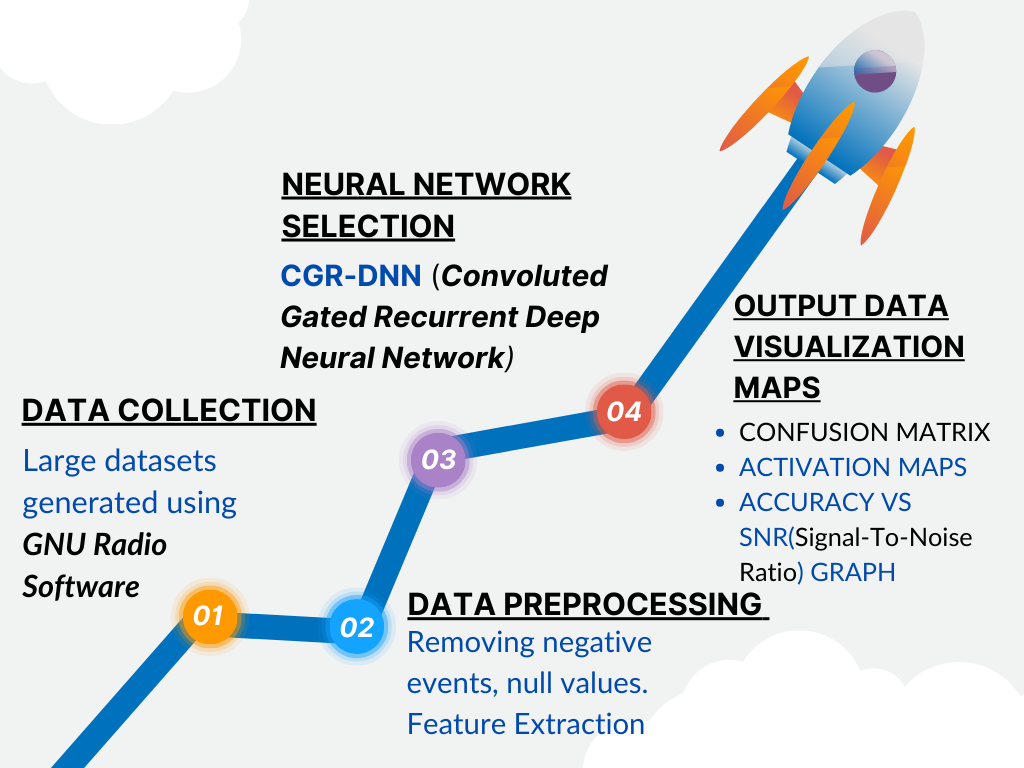 NEURAL NETWORK
SELECTION
CGR-DNN (Convoluted
Gated Recurrent Deep
Neural Network)
OUTPUT DATA
VISUALIZATION
MAPS
• CONFUSION MATRIX
• ACTIVATION MAPS
• ACCURACY VS
SNR(Signal-To-Noise
Ratio) GRAPH
DATA COLLECTION
Large datasets
generated using
GNU Radio
Software
04
03
01
02
DATA PREPROCESSING
Removing negative
events, null values.
Feature Extraction